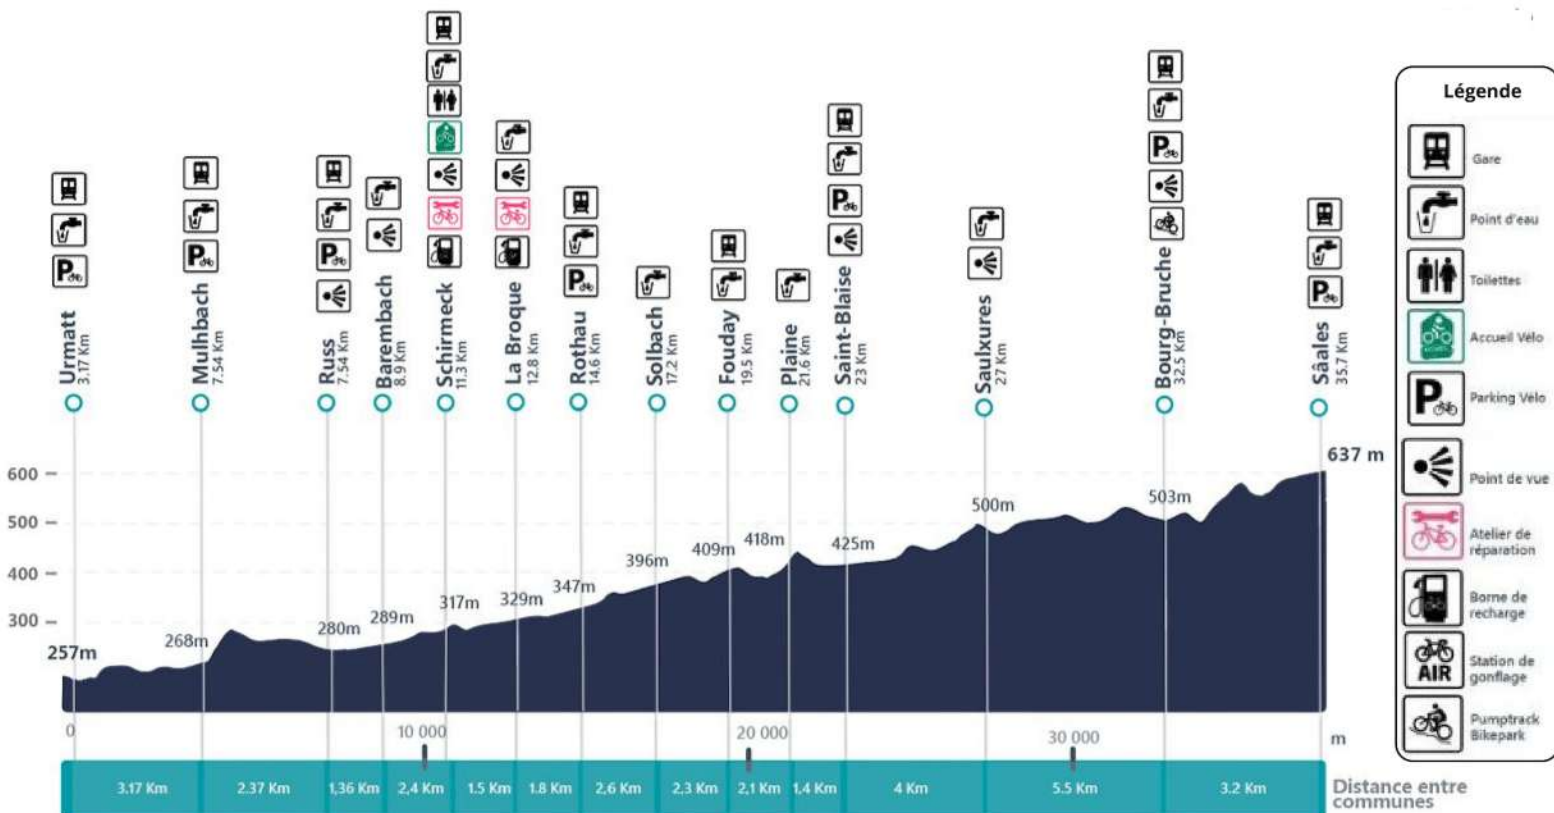 Légende
Gare
Point d'eau
Toilettes
Accueil Vélo
Parking Vélo
Point de vue
Atelier de
réparation
Borne de
recharge
AIR
Station de
gonflage
Pumptrack
Bikepark
Urmatt
3.17 Km
Mulhbach
7.54 Km
Russ
7.54 Km
Barembach
8.9 Km
Schirmeck
11.3 Km
La Broque
12.8 Km
Rothau
14.6 Km
Solbach
17.2 Km
Fouday
19.5 Km
Plaine
21.6 Km
Saint-Blaise
23 Km
Saulxures
27 Km
Bourg-Bruche
32.5 Km
Sâales
35.7 Km
P
P
P
P
P
P
P
P
600
500
400
300
257m
268m
280m
289m
317m
329m
347m
396m
409m
418m
425m
500m
503m
637 m
0
10 000
20 000
30 000
m
3.17 Km
2.37 Km
1,36 Km
2,4 Km
1.5 Km
1.8 Km
2,6 Km
2,3 Km
2,1 Km
1,4 Km
4 Km
5.5 Km
3.2 Km
Distance entre
communes